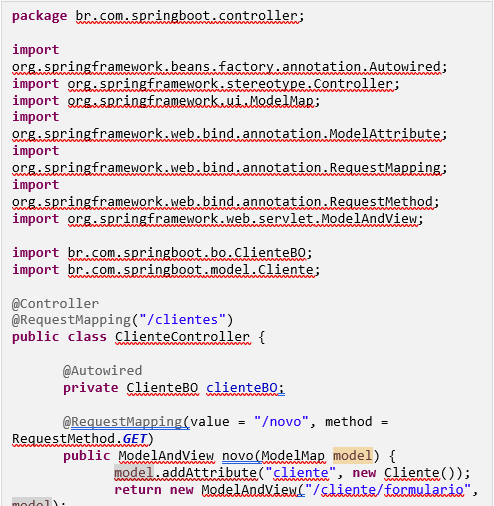 package br.com.springboot.controller;
import
org.springframework.beans.factory.annotation.Autowired;
import org.springframework.stereotype.Controller;
import org.springframework.ui.ModelMap;
import
org.springframework.web.bind.annotation.ModelAttribute;
import
org.springframework.web.bind.annotation.RequestMapping;
import
org.springframework.web.bind.annotation.RequestMethod;
import org.springframework.web.servlet.ModelAndView;
import br.com.springboot.bo.ClienteBO;
import br.com.springboot.model.Cliente;
@Controller
@RequestMapping("/clientes")
public class ClienteController {
@Autowired
private ClienteBO clienteBO;
@RequestMapping(value = "/novo", method =
RequestMethod.GET)
public ModelAndView novo(ModelMap model) {
model.addAttribute("cliente", new Cliente());
return new ModelAndView("/cliente/formulario",
model);